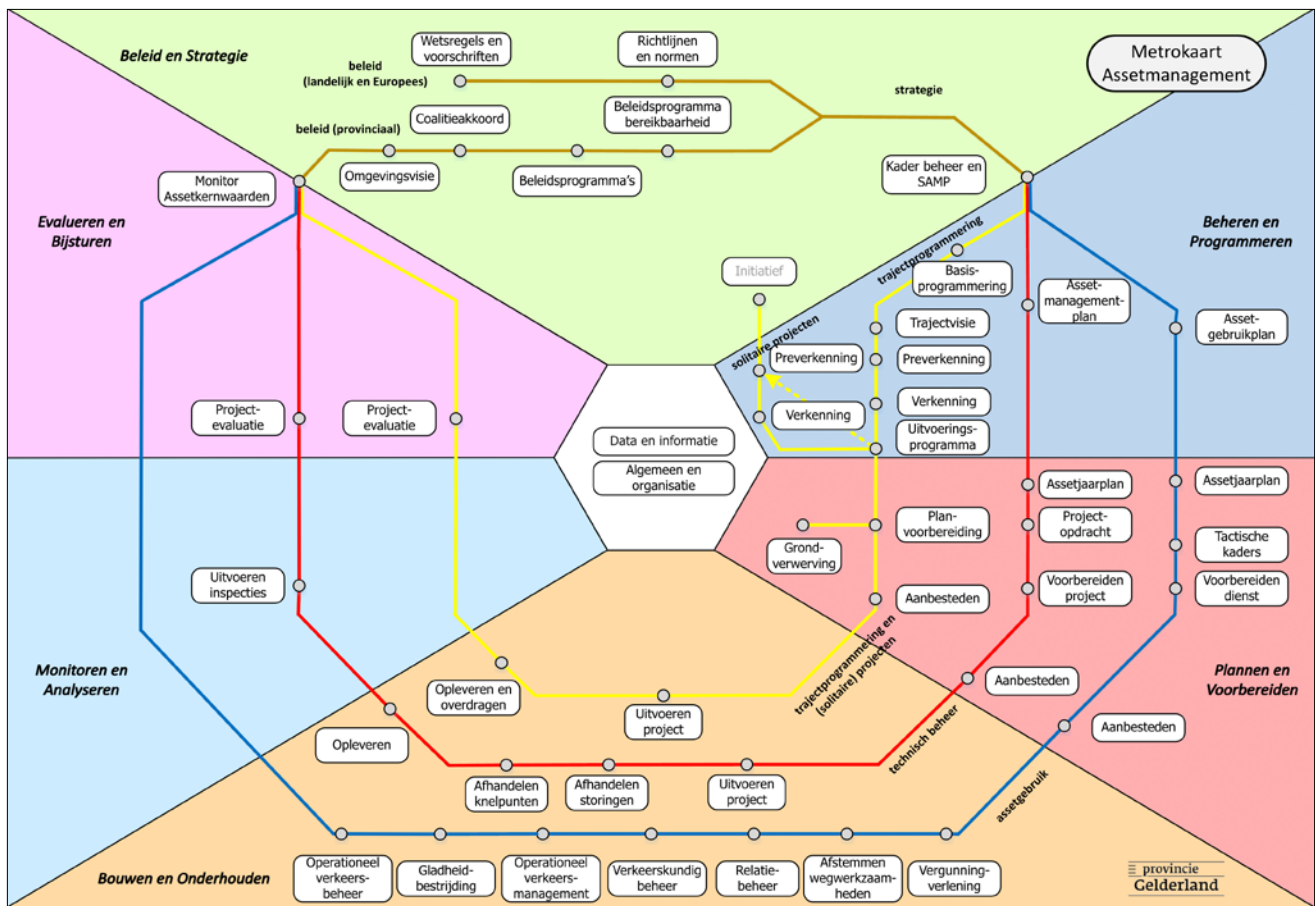 Beleid en Strategie
Wetsregels en
voorschriften
Richtlijnen
en normen
Metrokaart
Assetmanagement
beleid
(landelijk en Europees)
strategie
beleid (provinciaal)
Coalitieakkoord
Beleidsprogramma
bereikbaarheid
Omgevingsvisie
Beleidsprogramma's
Kader beheer en
SAMP
Monitor
Assetkernwaarden
Evalueren en
Bijsturen
Beheren en
Programmeren
trajectprogrammering
Initiatief
Basis-
programmering
Asset-
management-
plan
Asset-
gebruikplan
solitaire projecten
Trajectvisie
Preverkenning
Preverkenning
Verkenning
Verkenning
Uitvoerings-
programma
Project-
evaluatie
Project-
evaluatie
Data en informatie
Algemeen en
organisatie
Assetjaarplan
Assetjaarplan
Plan-
voorbereiding
Project-
opdracht
Tactische
kaders
Grond-
verwerving
Uitvoeren
inspecties
Aanbesteden
Voorbereiden
project
Voorbereiden
dienst
Monitoren en
Analyseren
Plannen en
Voorbereiden
trajectprogrammering en
(solitaire) projecten
Opleveren en
overdragen
Uitvoeren
project
Aanbesteden
Aanbesteden
Opleveren
technisch beheer
Afhandelen
knelpunten
Afhandelen
storingen
Uitvoeren
project
assetgebruik
Bouwen en Onderhouden
Operationeel
verkeers-
beheer
Gladheid-
bestrijding
Operationeel
verkeers-
management
Verkeerskundig
beheer
Relatie-
beheer
Afstemmen
wegwerkzaam-
heden
Vergunning-
verlening
provincie
Gelderland